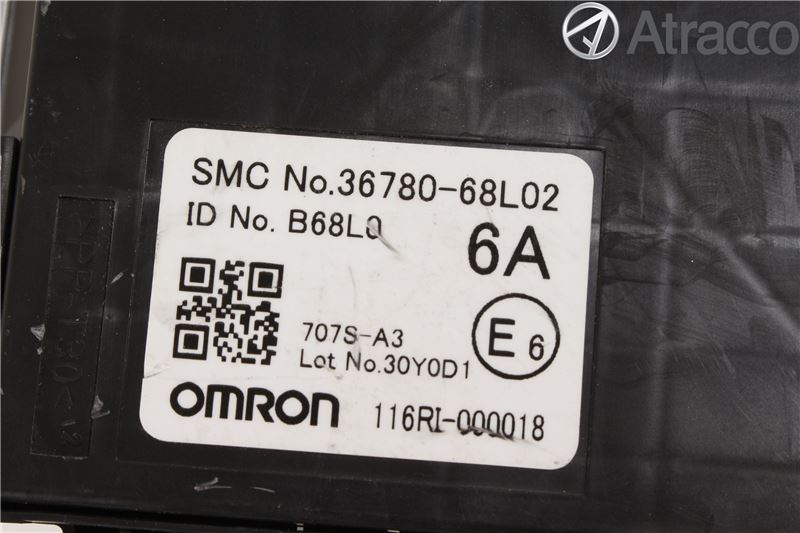 Atracco
SMC No.36780-68L02
ID No. B68L0
6A
707S-A3
E 6
Lot No.30Y0D1
OMRON
116RI-000018